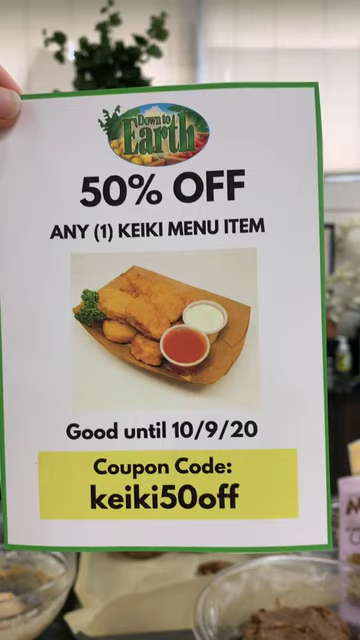 Down to
Earth
50% OFF
ANY (1) KEIKI MENU ITEM
Good until 10/9/20
Coupon Code:
keiki50off